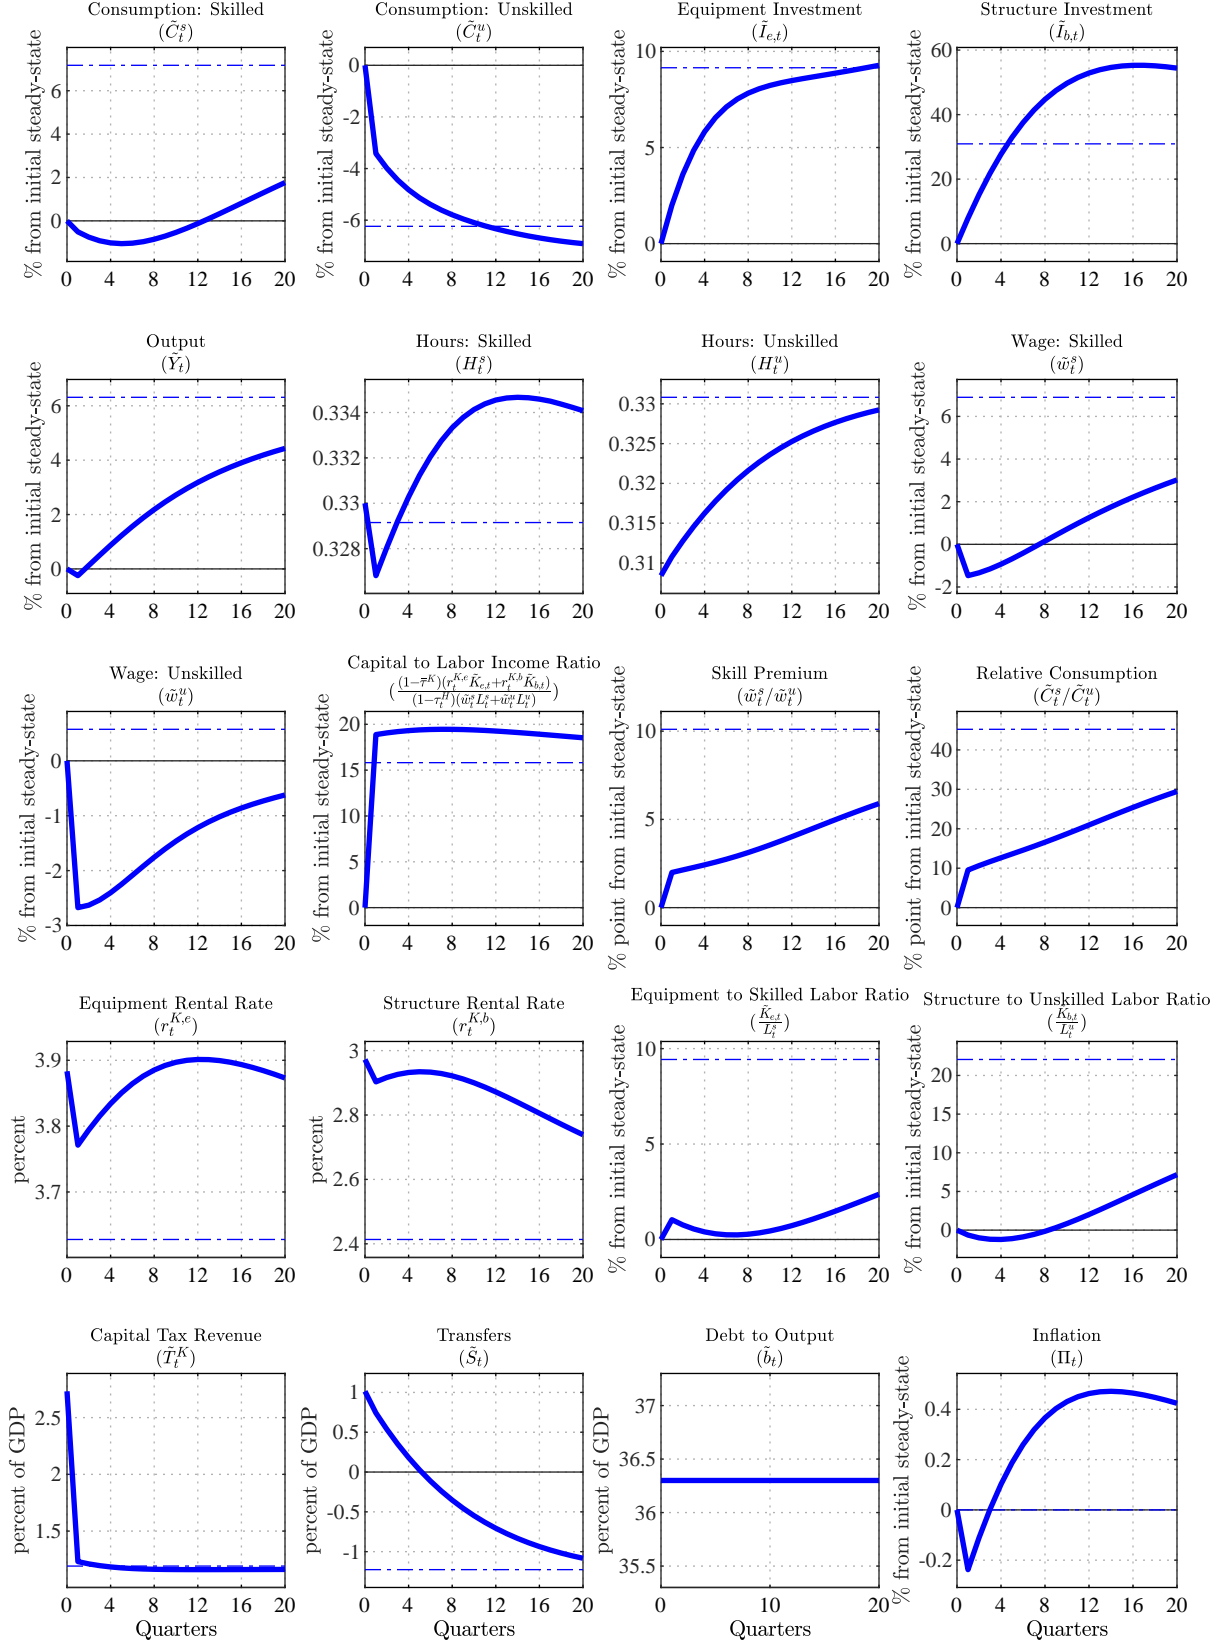 Consumption: Skilled
(C̃ₜˢ)
% from initial steady-state
6
4
2
0
0 4 8 12 16 20
Consumption: Unskilled
(C̃ₜᵘ)
% from initial steady-state
0
-2
-4
-6
0 4 8 12 16 20
Equipment Investment
(Ĩ_{e,t})
% from initial steady-state
10
5
0
0 4 8 12 16 20
Structure Investment
(Ĩ_{b,t})
% from initial steady-state
60
40
20
0
0 4 8 12 16 20
Output
(Ỹₜ)
% from initial steady-state
6
4
2
0
0 4 8 12 16 20
Hours: Skilled
(Hₜˢ)
0.334
0.332
0.33
0.328
0 4 8 12 16 20
Hours: Unskilled
(Hₜᵘ)
0.33
0.325
0.32
0.315
0.31
0 4 8 12 16 20
Wage: Skilled
(w̃ₜˢ)
% from initial steady-state
6
4
2
0
-2
0 4 8 12 16 20
Wage: Unskilled
(w̃ₜᵘ)
% from initial steady-state
0
-1
-2
-3
0 4 8 12 16 20
Capital to Labor Income Ratio
((1−τ̃^K)(r_t^{K,e}K̃_{e,t}+r_t^{K,b}K̃_{b,t})
(1−τ_t^H)(w̃_t^s L_t^s+w̃_t^u L_t^u))
% from initial steady-state
20
15
10
5
0
0 4 8 12 16 20
Skill Premium
(w̃ₜˢ/w̃ₜᵘ)
% point from initial steady-state
10
5
0
0 4 8 12 16 20
Relative Consumption
(C̃ₜˢ/C̃ₜᵘ)
% point from initial steady-state
40
30
20
10
0
0 4 8 12 16 20
Equipment Rental Rate
(r_t^{K,e})
percent
3.9
3.8
3.7
0 4 8 12 16 20
Structure Rental Rate
(r_t^{K,b})
percent
3
2.8
2.6
2.4
0 4 8 12 16 20
Equipment to Skilled Labor Ratio
(K̃_{e,t}/L_t^s)
% from initial steady-state
10
5
0
0 4 8 12 16 20
Structure to Unskilled Labor Ratio
(K̃_{b,t}/L_t^u)
% from initial steady-state
20
15
10
5
0
0 4 8 12 16 20
Capital Tax Revenue
(T̃_t^K)
percent of GDP
2.5
2
1.5
0 4 8 12 16 20
Quarters
Transfers
(S̃ₜ)
percent of GDP
1
0.5
0
-0.5
-1
0 4 8 12 16 20
Quarters
Debt to Output
(b̃ₜ)
percent of GDP
37
36.5
36
35.5
0 10 20
Quarters
Inflation
(Πₜ)
% from initial steady-state
0.4
0.2
0
-0.2
0 4 8 12 16 20
Quarters